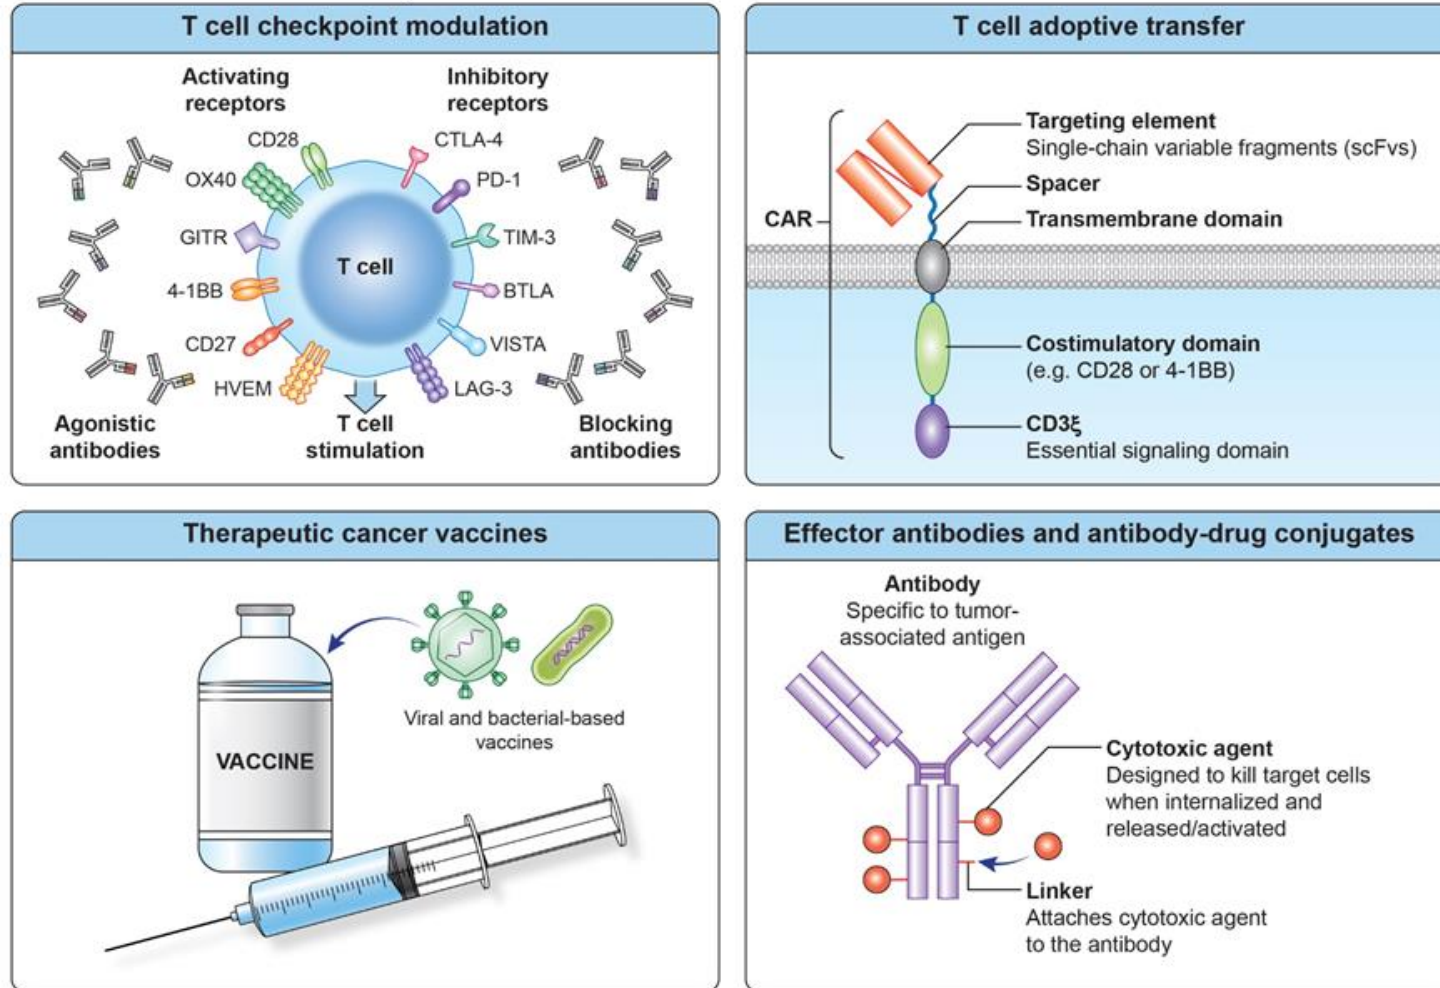 T cell checkpoint modulation
Activating
receptors
Inhibitory
receptors
CD28
OX40
GITR
4-1BB
CD27
HVEM
CTLA-4
PD-1
TIM-3
BTLA
VISTA
LAG-3
T cell
Agonistic
antibodies
T cell
stimulation
Blocking
antibodies
T cell adoptive transfer
CAR
Targeting element
Single-chain variable fragments (scFvs)
Spacer
Transmembrane domain
Costimulatory domain
(e.g. CD28 or 4-1BB)
CD3ξ
Essential signaling domain
Therapeutic cancer vaccines
VACCINE
Viral and bacterial-based
vaccines
Effector antibodies and antibody-drug conjugates
Antibody
Specific to tumor-
associated antigen
Cytotoxic agent
Designed to kill target cells
when internalized and
released/activated
Linker
Attaches cytotoxic agent
to the antibody